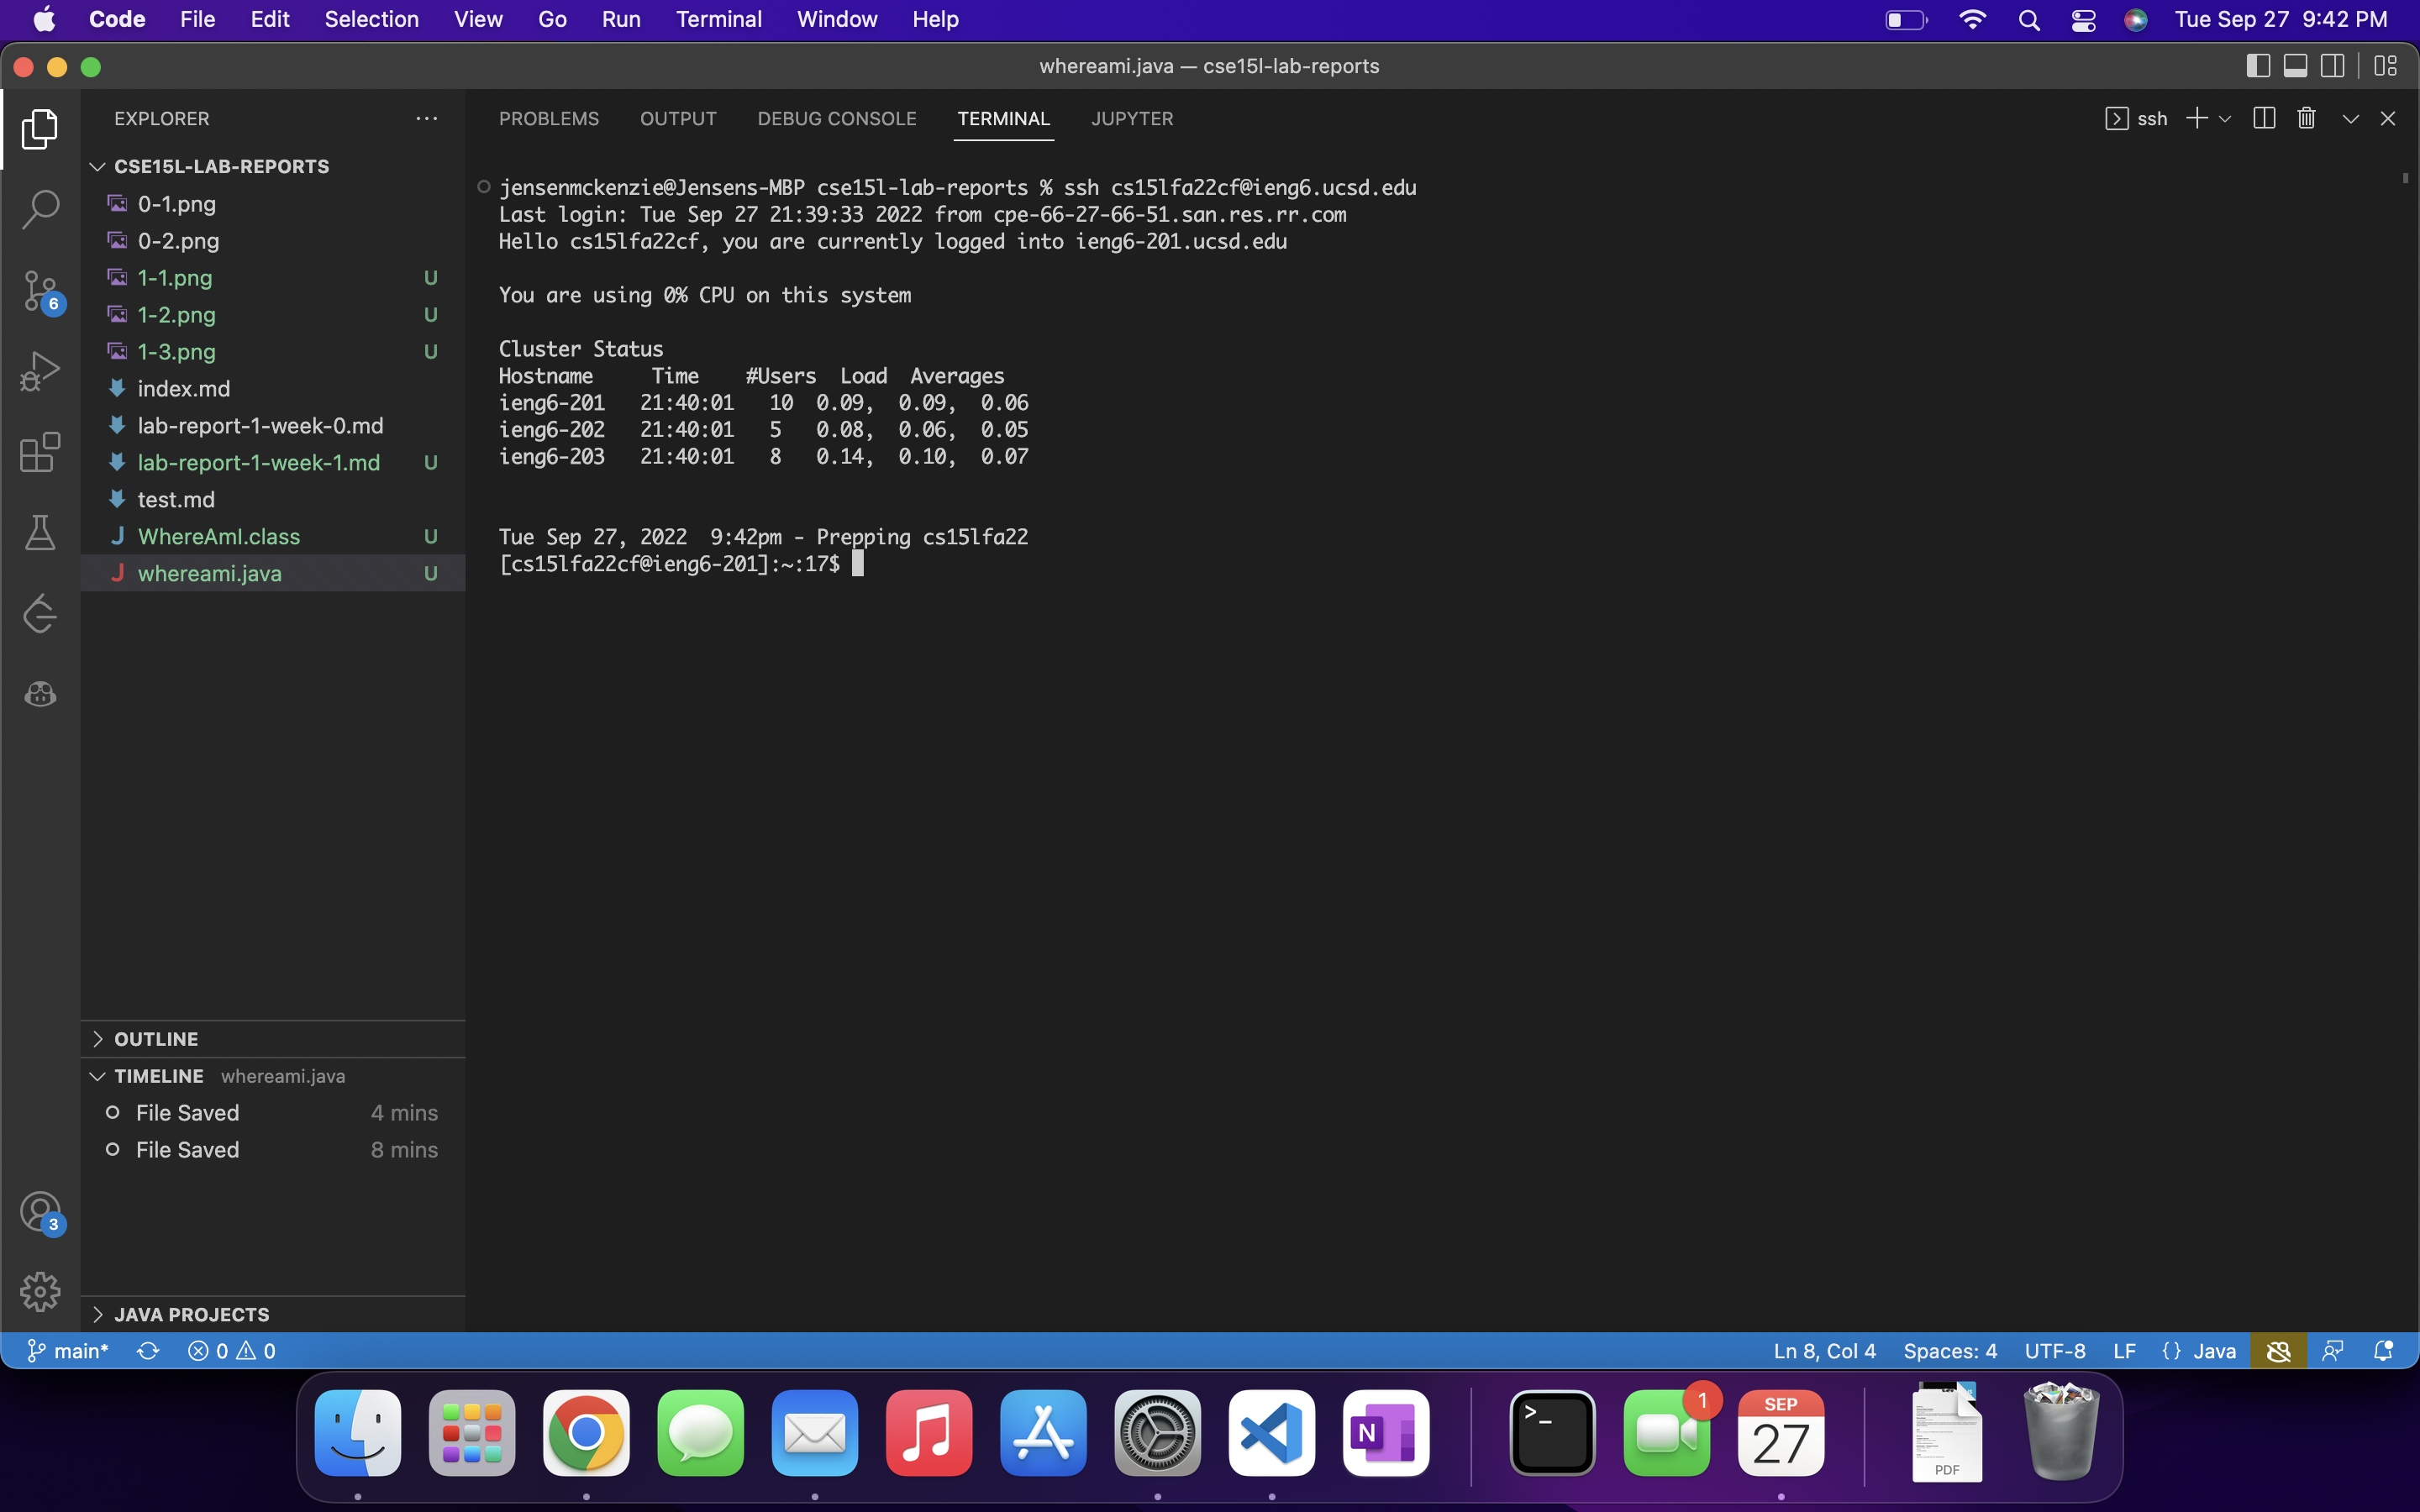 Code File Edit Selection View Go Run Terminal Window Help Tue Sep 27 9:42 PM
whereami.java — cse15l-lab-reports
EXPLORER
CSE15L-LAB-REPORTS
0-1.png
0-2.png
1-1.png U
1-2.png U
1-3.png U
index.md
lab-report-1-week-0.md
lab-report-1-week-1.md U
test.md
J WhereAmI.class U
J whereami.java U
6
3
OUTLINE
TIMELINE whereami.java
File Saved 4 mins
File Saved 8 mins
JAVA PROJECTS
PROBLEMS OUTPUT DEBUG CONSOLE TERMINAL JUPYTER ssh
jensenmckenzie@Jensens-MBP cse15l-lab-reports % ssh cs15lfa22cf@ieng6.ucsd.edu
Last login: Tue Sep 27 21:39:33 2022 from cpe-66-27-66-51.san.res.rr.com
Hello cs15lfa22cf, you are currently logged into ieng6-201.ucsd.edu
You are using 0% CPU on this system
Cluster Status
Hostname Time #Users Load Averages
ieng6-201 21:40:01 10 0.09, 0.09, 0.06
ieng6-202 21:40:01 5 0.08, 0.06, 0.05
ieng6-203 21:40:01 8 0.14, 0.10, 0.07
Tue Sep 27, 2022 9:42pm - Prepping cs15lfa22
[cs15lfa22cf@ieng6-201]:~:17$
main* 0 0 Ln 8, Col 4 Spaces: 4 UTF-8 LF {} Java
N
>_
1
SEP
27
PDF